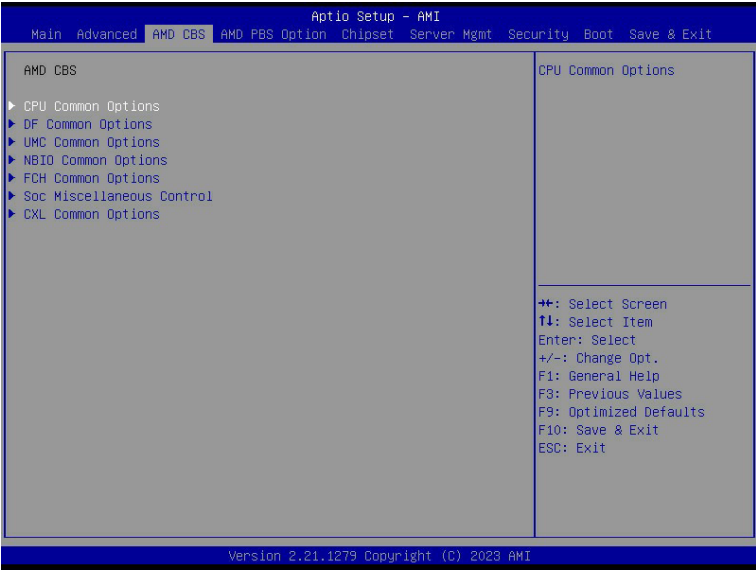 Aptio Setup - AMI
Main Advanced AMD CBS AMD PBS Option Chipset Server Mgmt Security Boot Save & Exit
AMD CBS
CPU Common Options
DF Common Options
UMC Common Options
NBIO Common Options
FCH Common Options
Soc Miscellaneous Control
CXL Common Options
CPU Common Options
→←: Select Screen
↑↓: Select Item
Enter: Select
+/-: Change Opt.
F1: General Help
F3: Previous Values
F9: Optimized Defaults
F10: Save & Exit
ESC: Exit
Version 2.21.1279 Copyright (C) 2023 AMI